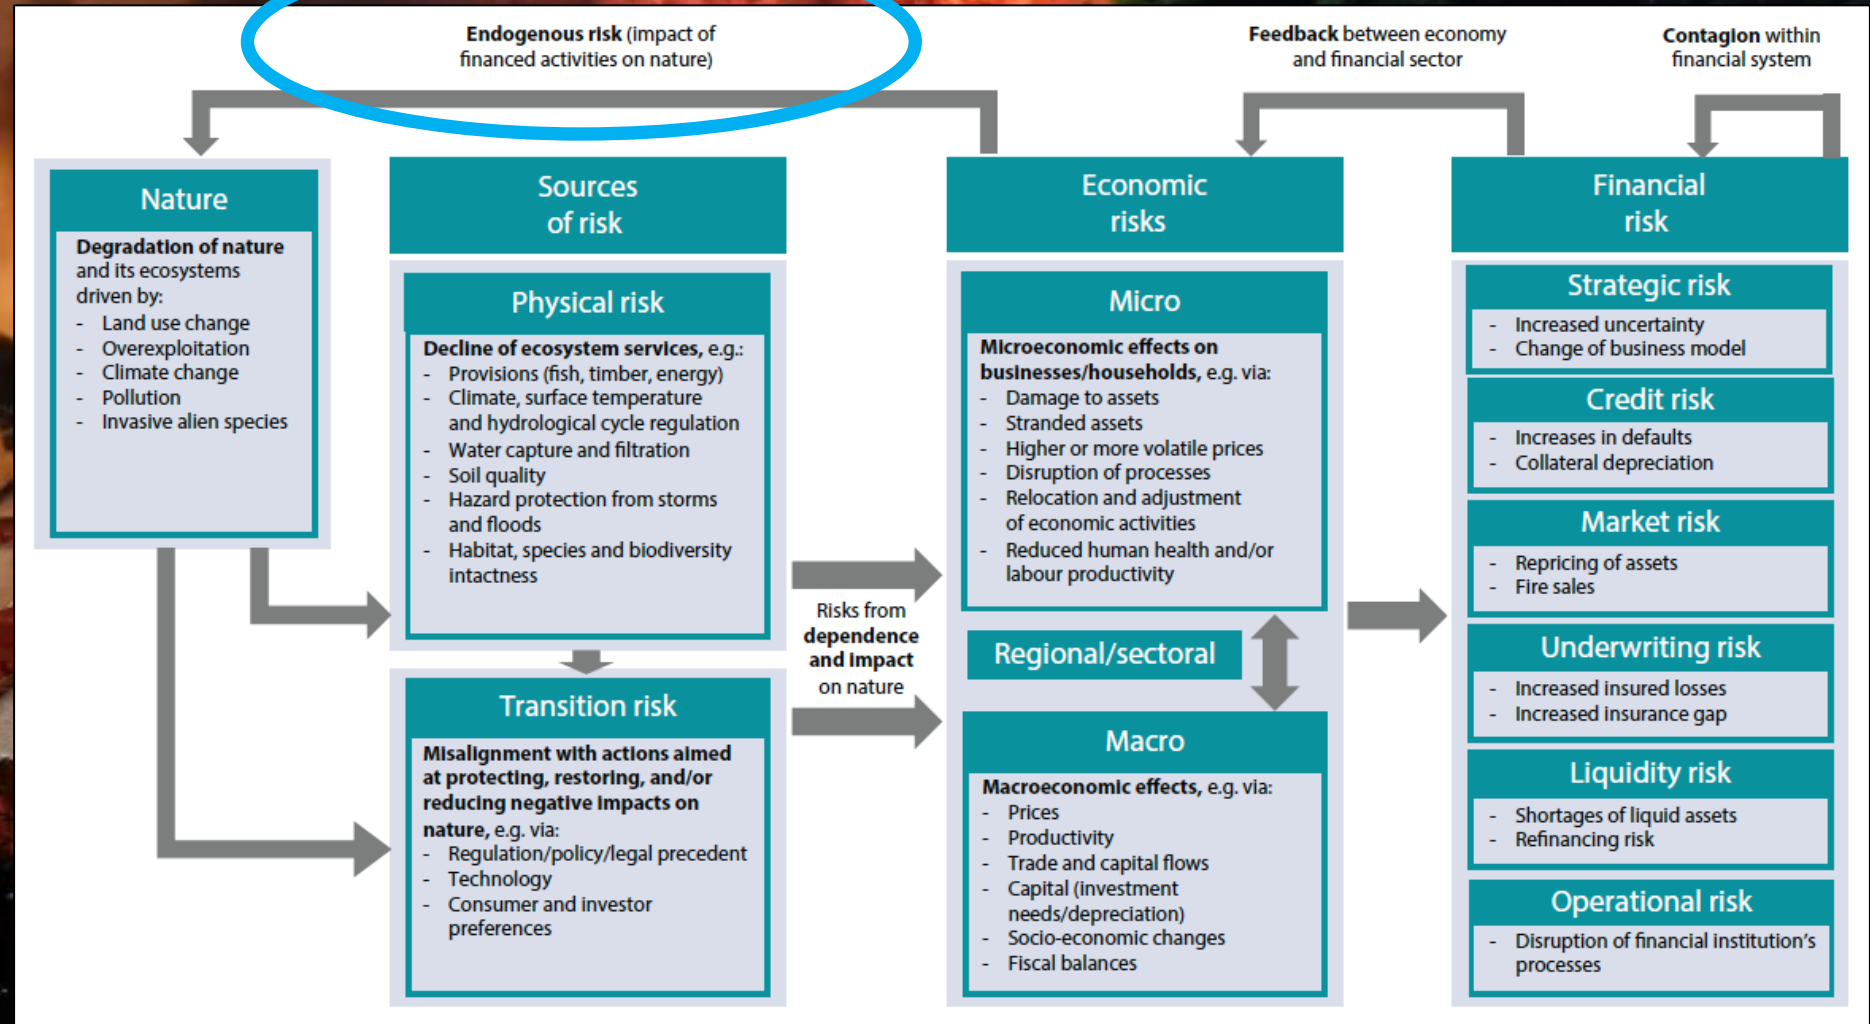 Endogenous risk (impact of
financed activities on nature)
Feedback between economy
and financial sector
Contagion within
financial system
Nature
Degradation of nature
and its ecosystems
driven by:
- Land use change
- Overexploitation
- Climate change
- Pollution
- Invasive alien species
Sources
of risk
Physical risk
Decline of ecosystem services, e.g.:
- Provisions (fish, timber, energy)
- Climate, surface temperature
and hydrological cycle regulation
- Water capture and filtration
- Soil quality
- Hazard protection from storms
and floods
- Habitat, species and biodiversity
intactness
Transition risk
Misalignment with actions aimed
at protecting, restoring, and/or
reducing negative impacts on
nature, e.g. via:
- Regulation/policy/legal precedent
- Technology
- Consumer and investor
preferences
Risks from
dependence
and impact
on nature
Economic
risks
Micro
Microeconomic effects on
businesses/households, e.g. via:
- Damage to assets
- Stranded assets
- Higher or more volatile prices
- Disruption of processes
- Relocation and adjustment
of economic activities
- Reduced human health and/or
labour productivity
Regional/sectoral
Macro
Macroeconomic effects, e.g. via:
- Prices
- Productivity
- Trade and capital flows
- Capital (investment
needs/depreciation)
- Socio-economic changes
- Fiscal balances
Financial
risk
Strategic risk
- Increased uncertainty
- Change of business model
Credit risk
- Increases in defaults
- Collateral depreciation
Market risk
- Repricing of assets
- Fire sales
Underwriting risk
- Increased insured losses
- Increased insurance gap
Liquidity risk
- Shortages of liquid assets
- Refinancing risk
Operational risk
- Disruption of financial institution's
processes